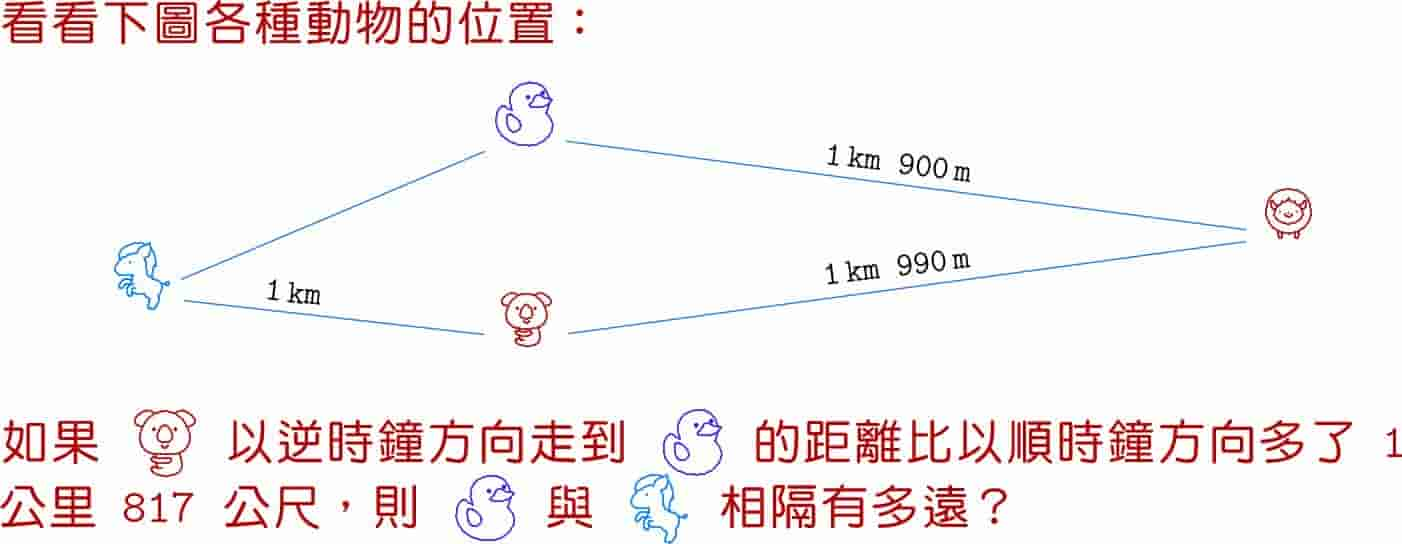 看看下圖各種動物的位置：
1 km 900 m
1 km 990 m
1 km
如果 以逆時鐘方向走到 的距離比以順時鐘方向多了 1
公里 817 公尺，則 與 相隔有多遠？